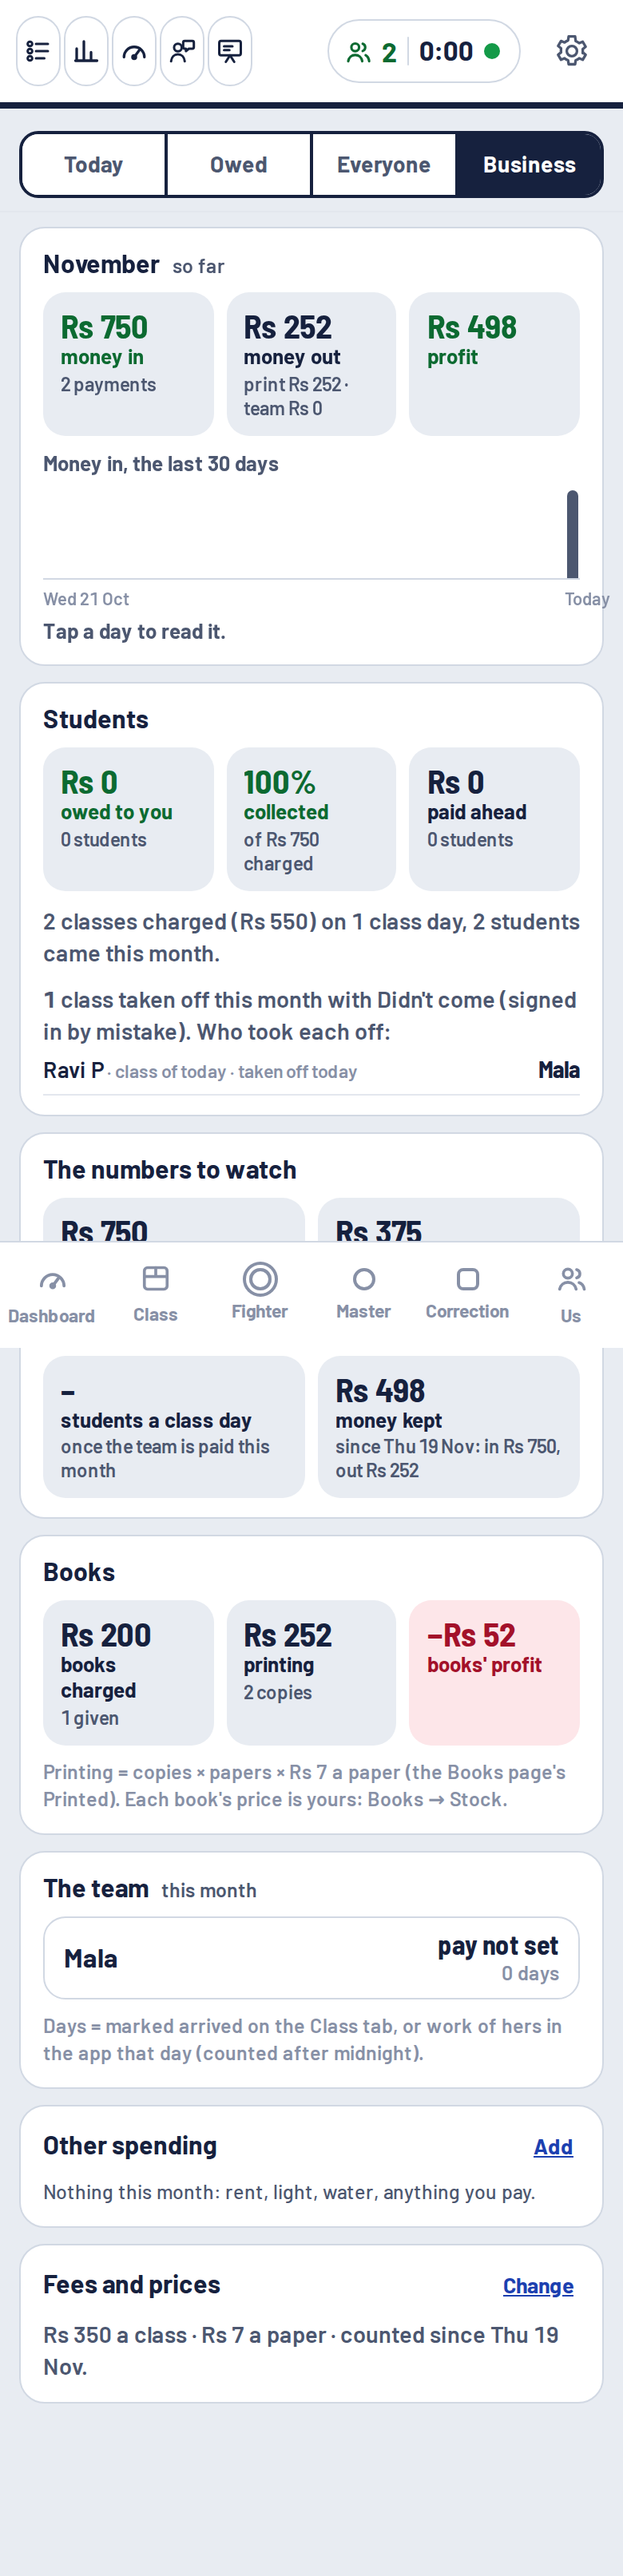 2 0:00
Today Owed Everyone Business
November so far
Rs 750 Rs 252 Rs 498
money in money out profit
2 payments print Rs 252 ·
team Rs 0
Money in, the last 30 days
Wed 21 Oct Today
Tap a day to read it.
Students
Rs 0 100% Rs 0
owed to you collected paid ahead
0 students of Rs 750 0 students
charged
2 classes charged (Rs 550) on 1 class day, 2 students
came this month.
1 class taken off this month with Didn't come (signed
in by mistake). Who took each off:
Ravi P · class of today · taken off today Mala
The numbers to watch
Rs 750 Rs 375
Dashboard Class Fighter Master Correction Us
– Rs 498
students a class day money kept
once the team is paid this since Thu 19 Nov: in Rs 750,
month out Rs 252
Books
Rs 200 Rs 252 –Rs 52
books printing books' profit
charged 2 copies
1 given
Printing = copies × papers × Rs 7 a paper (the Books page's
Printed). Each book's price is yours: Books → Stock.
The team this month
Mala pay not set
0 days
Days = marked arrived on the Class tab, or work of hers in
the app that day (counted after midnight).
Other spending Add
Nothing this month: rent, light, water, anything you pay.
Fees and prices Change
Rs 350 a class · Rs 7 a paper · counted since Thu 19
Nov.